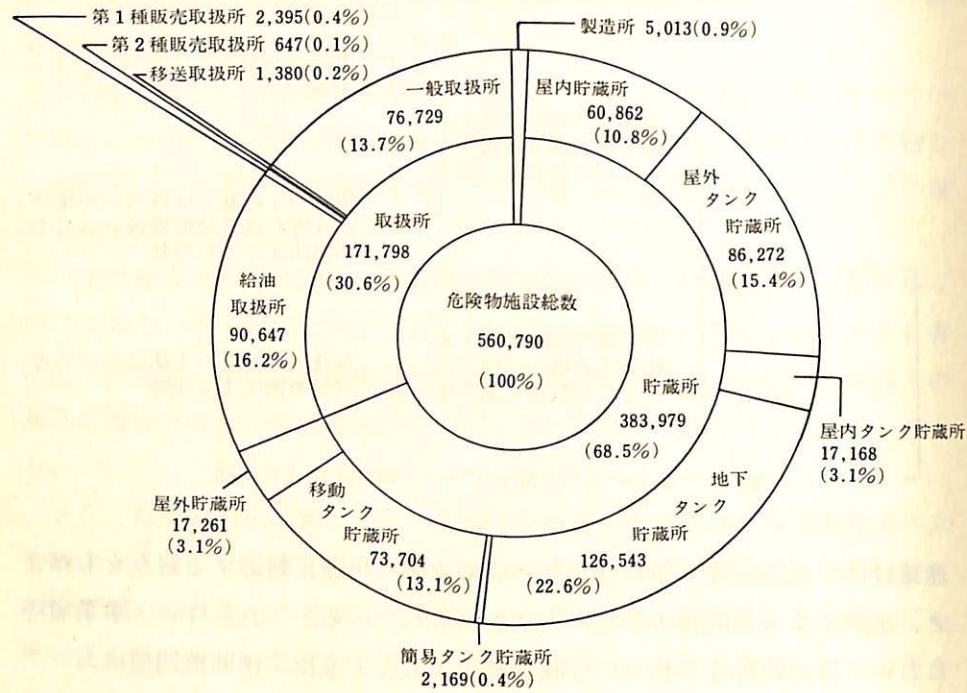 第1種販売取扱所 2,395(0.4%)
第2種販売取扱所 647(0.1%)
移送取扱所 1,380(0.2%)
製造所 5,013(0.9%)
一般取扱所
76,729
(13.7%)
屋内貯蔵所
60,862
(10.8%)
屋外
タンク
貯蔵所
86,272
(15.4%)
取扱所
171,798
(30.6%)
給油
取扱所
90,647
(16.2%)
危険物施設総数
560,790
(100%)
貯蔵所
383,979
(68.5%)
屋内タンク貯蔵所
17,168
(3.1%)
地下
タンク
貯蔵所
126,543
(22.6%)
移動
タンク
貯蔵所
73,704
(13.1%)
屋外貯蔵所
17,261
(3.1%)
簡易タンク貯蔵所
2,169(0.4%)